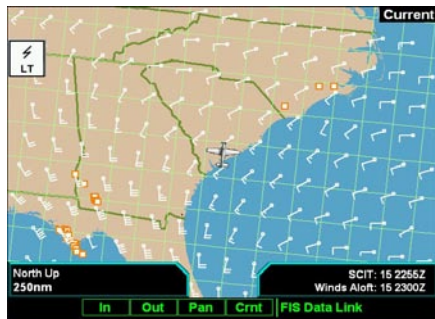 Current
LT
North Up
250nm
SCIT: 15 2255Z
Winds Aloft: 15 2300Z
In Out Pan Crnt FIS Data Link